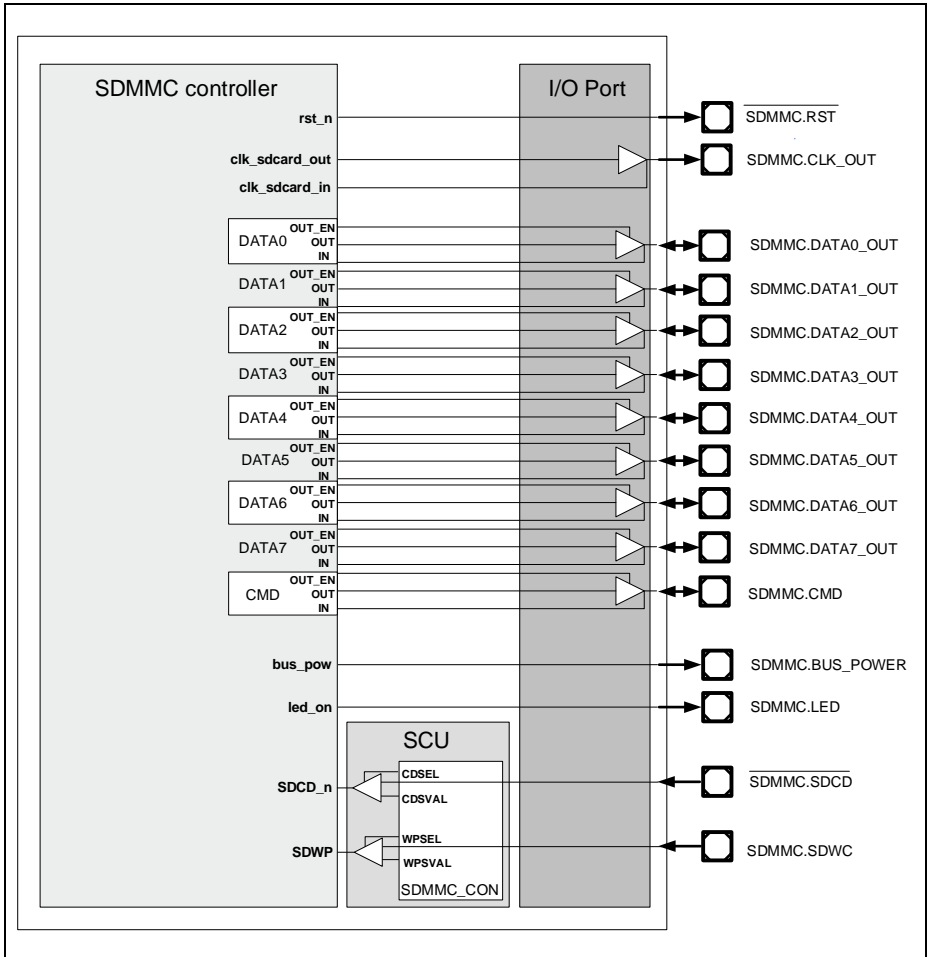 SDMMC controller I/O Port
rst_n SDMMC.RST
clk_sdcard_out SDMMC.CLK_OUT
clk_sdcard_in
OUT_EN
DATA0 OUT SDMMC.DATA0_OUT
IN
OUT_EN
DATA1 OUT SDMMC.DATA1_OUT
IN
OUT_EN
DATA2 OUT SDMMC.DATA2_OUT
IN
OUT_EN
DATA3 OUT SDMMC.DATA3_OUT
IN
OUT_EN
DATA4 OUT SDMMC.DATA4_OUT
IN
OUT_EN
DATA5 OUT SDMMC.DATA5_OUT
IN
OUT_EN
DATA6 OUT SDMMC.DATA6_OUT
IN
OUT_EN
DATA7 OUT SDMMC.DATA7_OUT
IN
OUT_EN
CMD OUT SDMMC.CMD
IN
bus_pow SDMMC.BUS_POWER
led_on SDMMC.LED
SCU
CDSEL
SDCD_n SDMMC.SDCD
CDSVAL
WPSEL
SDWP SDMMC.SDWC
WPSVAL
SDMMC_CON